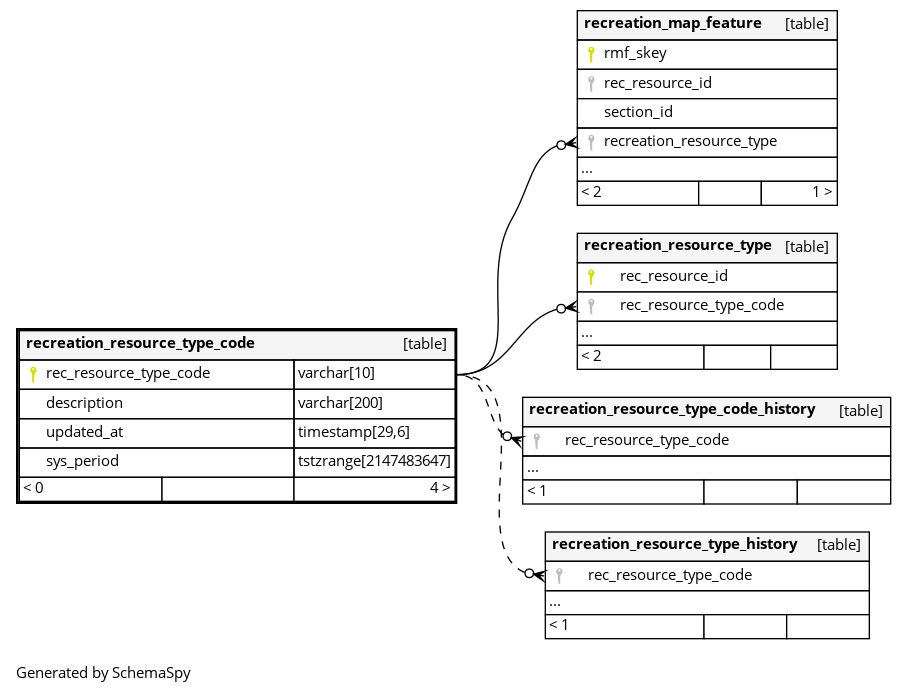 recreation_map_feature [table]
rmf_skey
rec_resource_id
section_id
recreation_resource_type
...
< 2 1 >
recreation_resource_type [table]
rec_resource_id
rec_resource_type_code
...
< 2
recreation_resource_type_code [table]
rec_resource_type_code varchar[10]
description varchar[200]
updated_at timestamp[29,6]
sys_period tstzrange[2147483647]
< 0 4 >
recreation_resource_type_code_history [table]
rec_resource_type_code
...
< 1
recreation_resource_type_history [table]
rec_resource_type_code
...
< 1
Generated by SchemaSpy